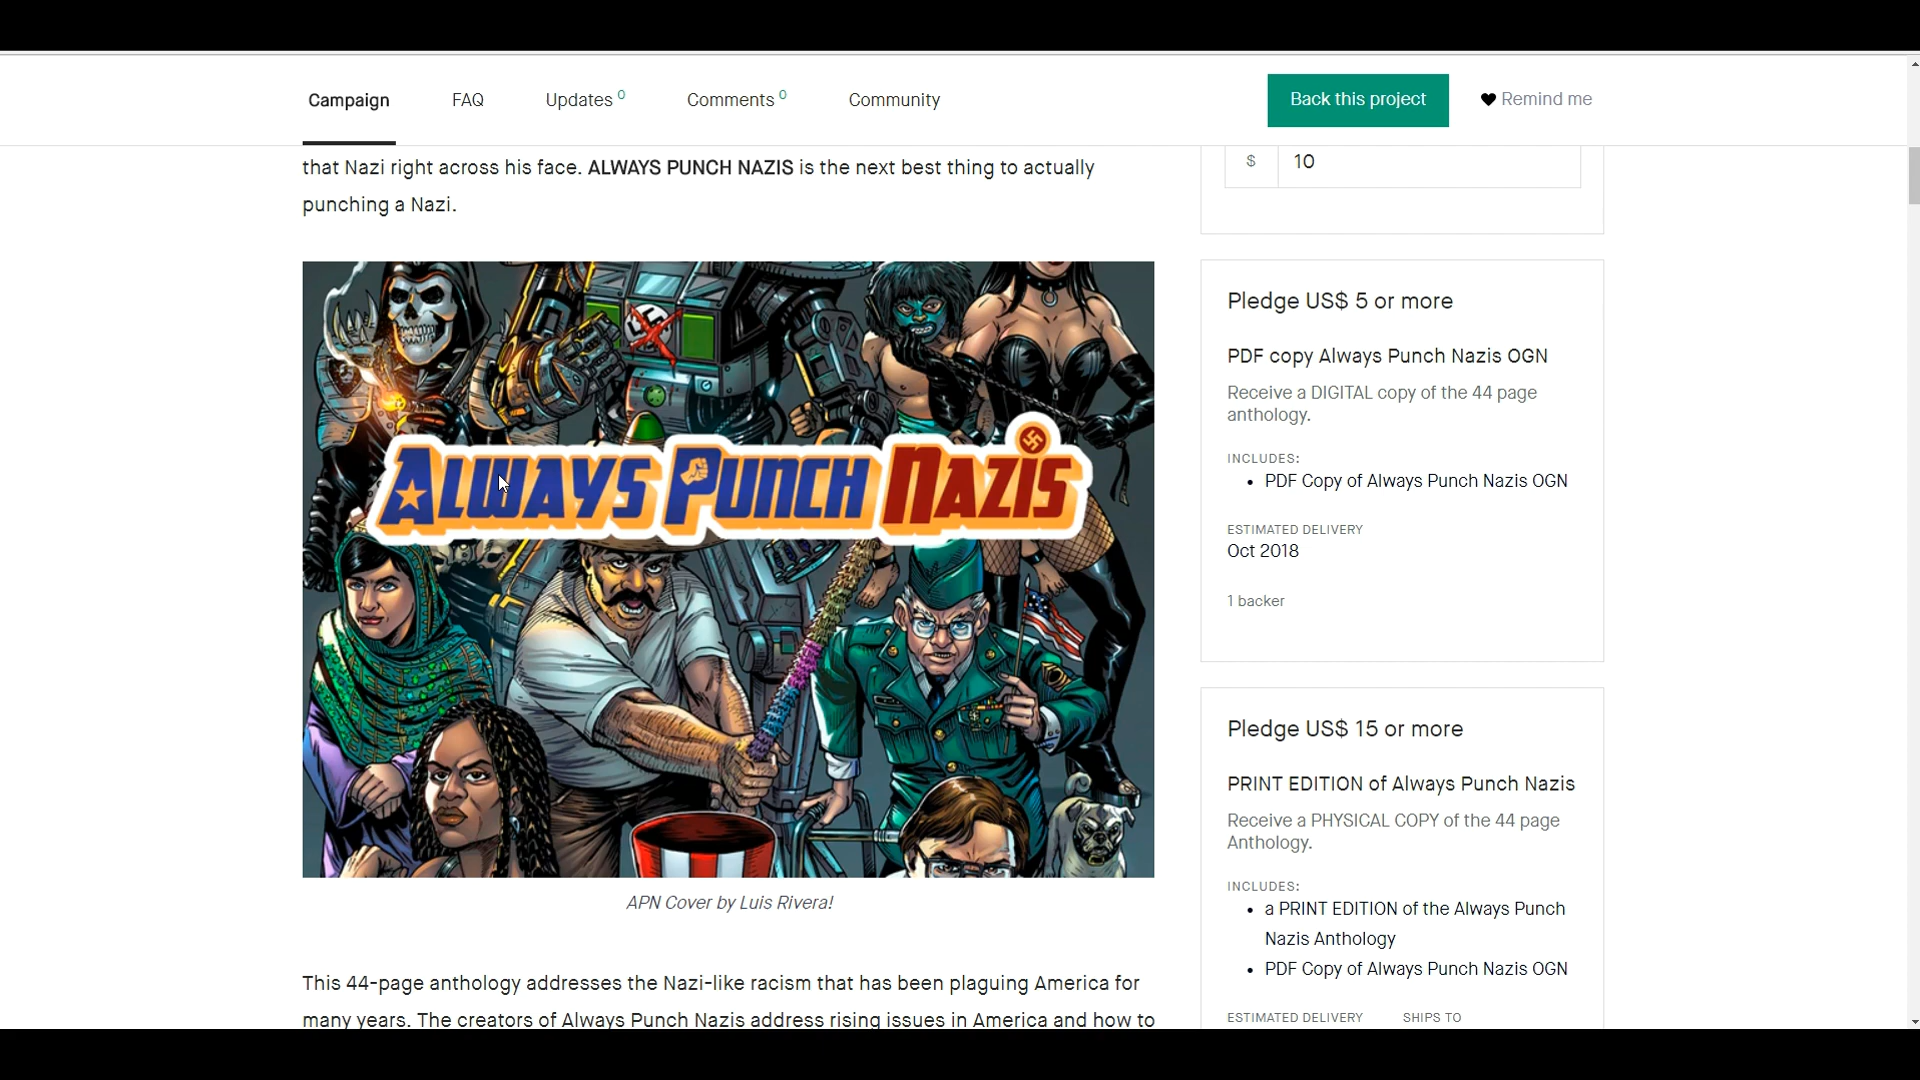 Campaign
FAQ
Updates 0
Comments 0
Community
Back this project
Remind me
that Nazi right across his face. ALWAYS PUNCH NAZIS is the next best thing to actually
punching a Nazi.
ALWAYS PUNCH NAZIS
APN Cover by Luis Rivera!
This 44-page anthology addresses the Nazi-like racism that has been plaguing America for
many years. The creators of Always Punch Nazis address rising issues in America and how to
$ 10
Pledge US$ 5 or more
PDF copy Always Punch Nazis OGN
Receive a DIGITAL copy of the 44 page
anthology.
INCLUDES:
• PDF Copy of Always Punch Nazis OGN
ESTIMATED DELIVERY
Oct 2018
1 backer
Pledge US$ 15 or more
PRINT EDITION of Always Punch Nazis
Receive a PHYSICAL COPY of the 44 page
Anthology.
INCLUDES:
• a PRINT EDITION of the Always Punch
Nazis Anthology
• PDF Copy of Always Punch Nazis OGN
ESTIMATED DELIVERY SHIPS TO